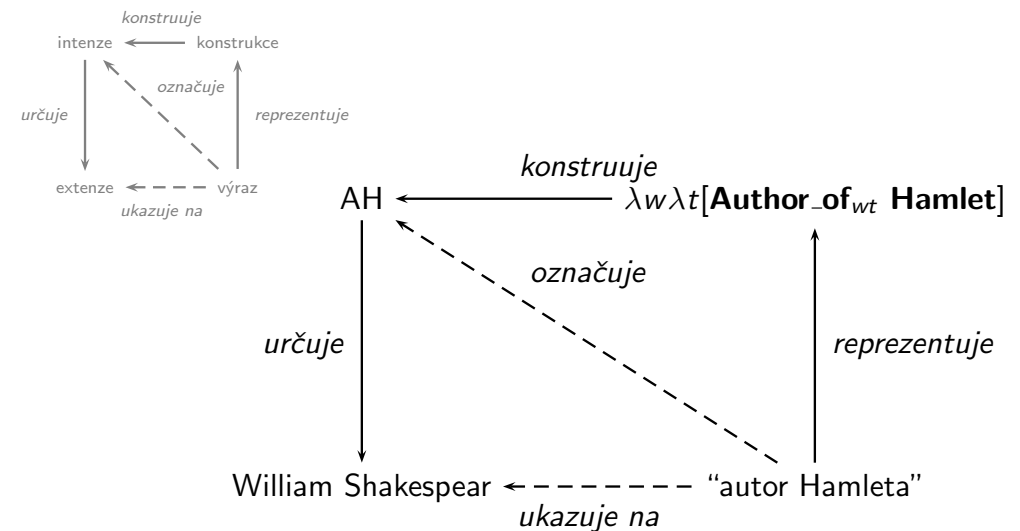 konstruuje
intenze konstrukce
označuje
určuje reprezentuje
extenze výraz
ukazuje na
konstruuje
AH λwλt[Author_of_wt Hamlet]
označuje
určuje reprezentuje
William Shakespear “autor Hamleta”
ukazuje na